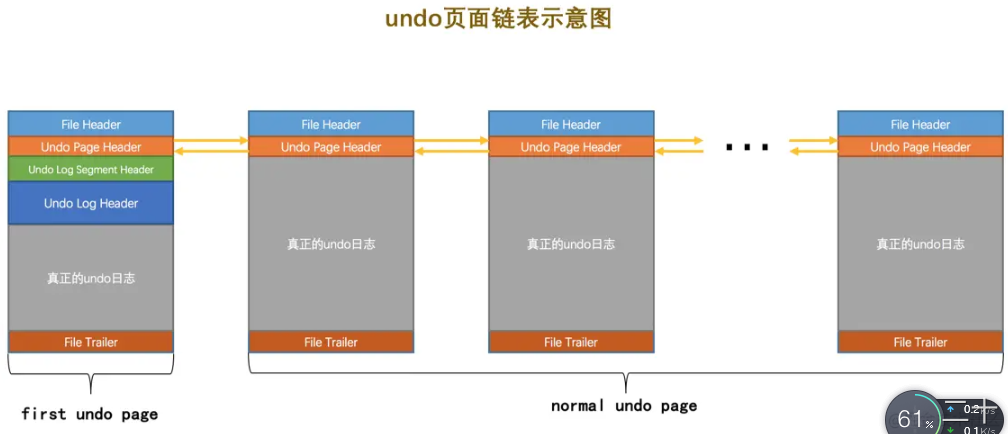 undo页面链表示意图
File Header
Undo Page Header
Undo Log Segment Header
Undo Log Header
真正的undo日志
File Trailer
File Header
Undo Page Header
真正的undo日志
File Trailer
File Header
Undo Page Header
真正的undo日志
File Trailer
...
File Header
Undo Page Header
真正的undo日志
File Trailer
first undo page
normal undo page
61%
0.2K/s
0.1K/s